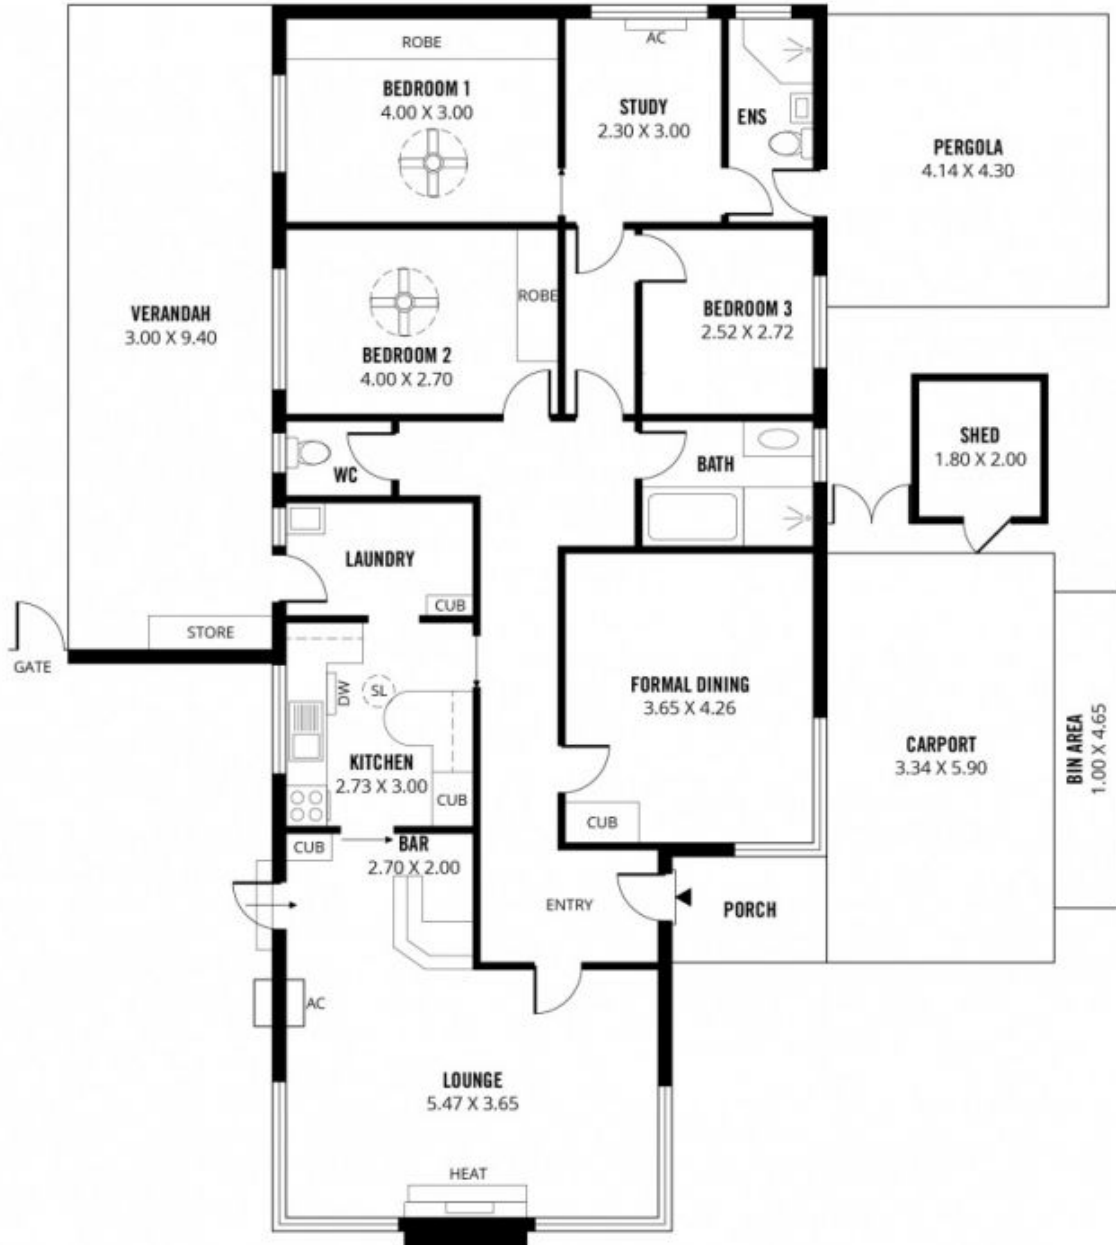 ROBE
BEDROOM 1
4.00 X 3.00
AC
STUDY
2.30 X 3.00
ENS
PERGOLA
4.14 X 4.30
VERANDAH
3.00 X 9.40
ROBE
BEDROOM 2
4.00 X 2.70
BEDROOM 3
2.52 X 2.72
SHED
1.80 X 2.00
WC
BATH
LAUNDRY
CUB
STORE
GATE
DW
SL
KITCHEN
2.73 X 3.00
CUB
FORMAL DINING
3.65 X 4.26
CUB
CARPORT
3.34 X 5.90
BIN AREA
1.00 X 4.65
CUB
BAR
2.70 X 2.00
ENTRY
PORCH
AC
LOUNGE
5.47 X 3.65
HEAT